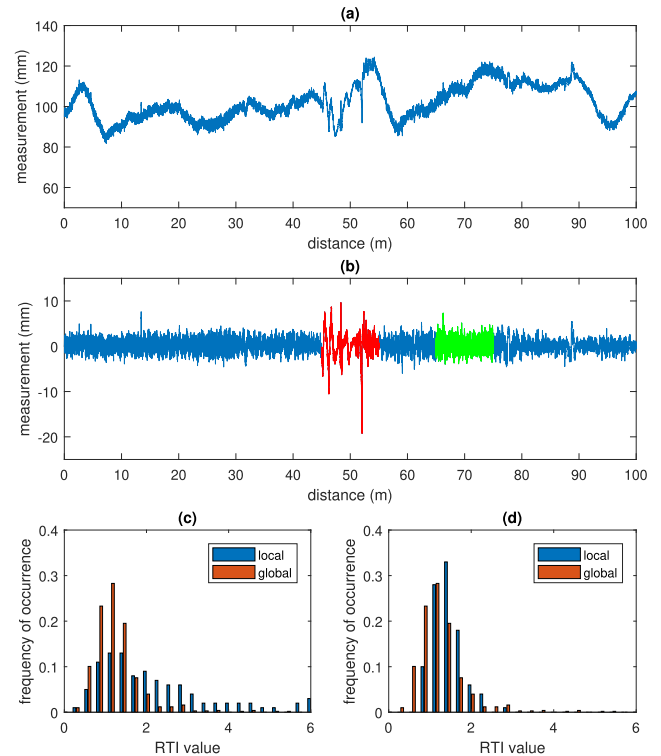 (a)
140
120
100
80
60
measurement (mm)
0 10 20 30 40 50 60 70 80 90 100
distance (m)
(b)
10
0
-10
-20
measurement (mm)
0 10 20 30 40 50 60 70 80 90 100
distance (m)
(c)
0.4
0.3
0.2
0.1
0
frequency of occurrence
local
global
0 2 4 6
RTI value
(d)
0.4
0.3
0.2
0.1
0
frequency of occurrence
local
global
0 2 4 6
RTI value